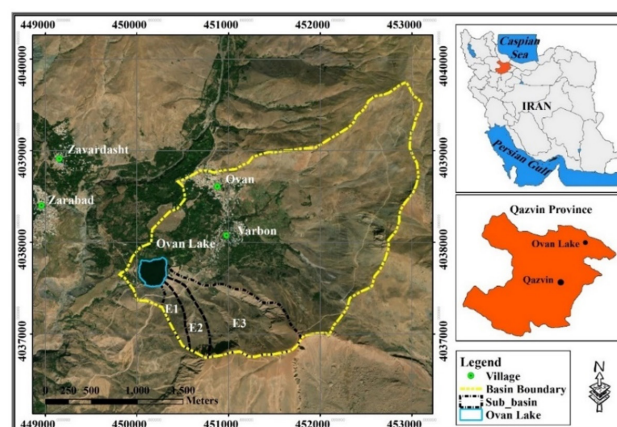 449000 450000 451000 452000 453000
4040000
4040000
4039000
4039000
4038000
4038000
4037000
4037000
Zavardasht
Zarabad
Ovan
Varbon
Ovan Lake
E1
E2
E3
0 250 500 1,000 1,500
Meters
449000 450000 451000 452000 453000
Caspian
Sea
IRAN
Persian Gulf
Qazvin Province
Ovan Lake
Qazvin
Legend
Village
Basin Boundary
Sub_basin
Ovan Lake
N